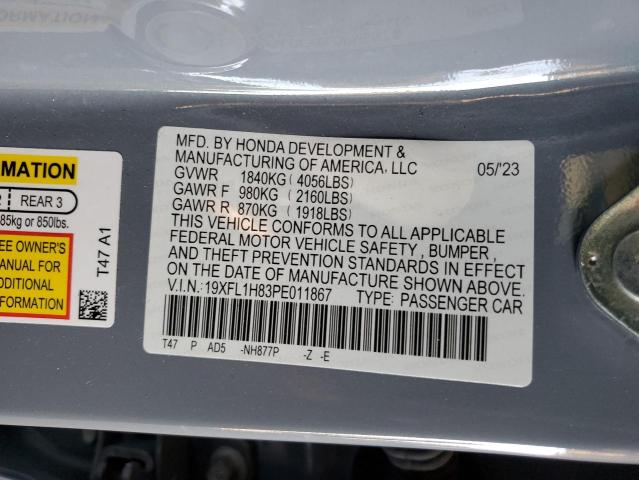 FORMATION
MFD. BY HONDA DEVELOPMENT &
MANUFACTURING OF AMERICA, LLC 05/'23
GVWR 1840KG ( 4056LBS)
GAWR F 980KG ( 2160LBS)
GAWR R 870KG ( 1918LBS)
THIS VEHICLE CONFORMS TO ALL APPLICABLE
FEDERAL MOTOR VEHICLE SAFETY , BUMPER ,
AND THEFT PREVENTION STANDARDS IN EFFECT
ON THE DATE OF MANUFACTURE SHOWN ABOVE.
V.I.N.:19XFL1H83PE011867 TYPE: PASSENGER CAR
T47 P AD5 -NH877P -Z -E
RMATION
2 REAR 3
85kg or 850lbs.
EE OWNER'S
ANUAL FOR
DDITIONAL
T47 A1